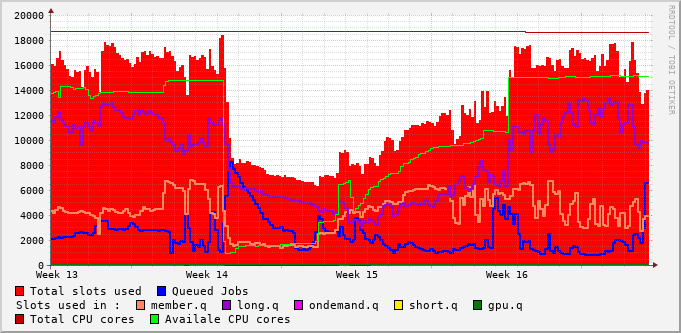 20000
18000
16000
14000
12000
10000
8000
6000
4000
2000
0
Week 13 Week 14 Week 15 Week 16
Total slots used Queued Jobs
Slots used in : member.q long.q ondemand.q short.q gpu.q
Total CPU cores Availale CPU cores
RRDTOOL / TOBI OETIKER